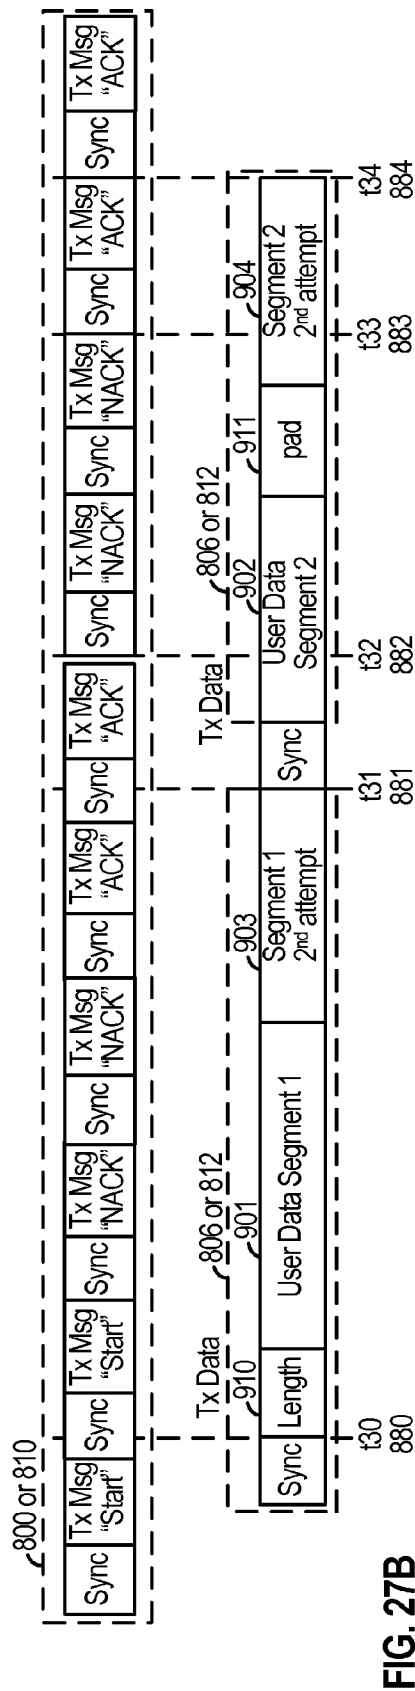 800 or 810
Sync
Tx Msg
“Start”
Sync
Tx Msg
“Start”
Sync
Tx Msg
“NACK”
Sync
Tx Msg
“NACK”
Sync
Tx Msg
“ACK”
Sync
Tx Msg
“ACK”
Sync
Tx Msg
“NACK”
Sync
Tx Msg
“NACK”
Sync
Tx Msg
“ACK”
Sync
Tx Msg
“ACK”
Tx Data
806 or 812
Tx Data
806 or 812
910
901
903
902
911
904
Sync
Length
User Data Segment 1
Segment 1
2nd attempt
Sync
User Data
Segment 2
pad
Segment 2
2nd attempt
t30
880
t31
881
t32
882
t33
883
t34
884
FIG. 27B